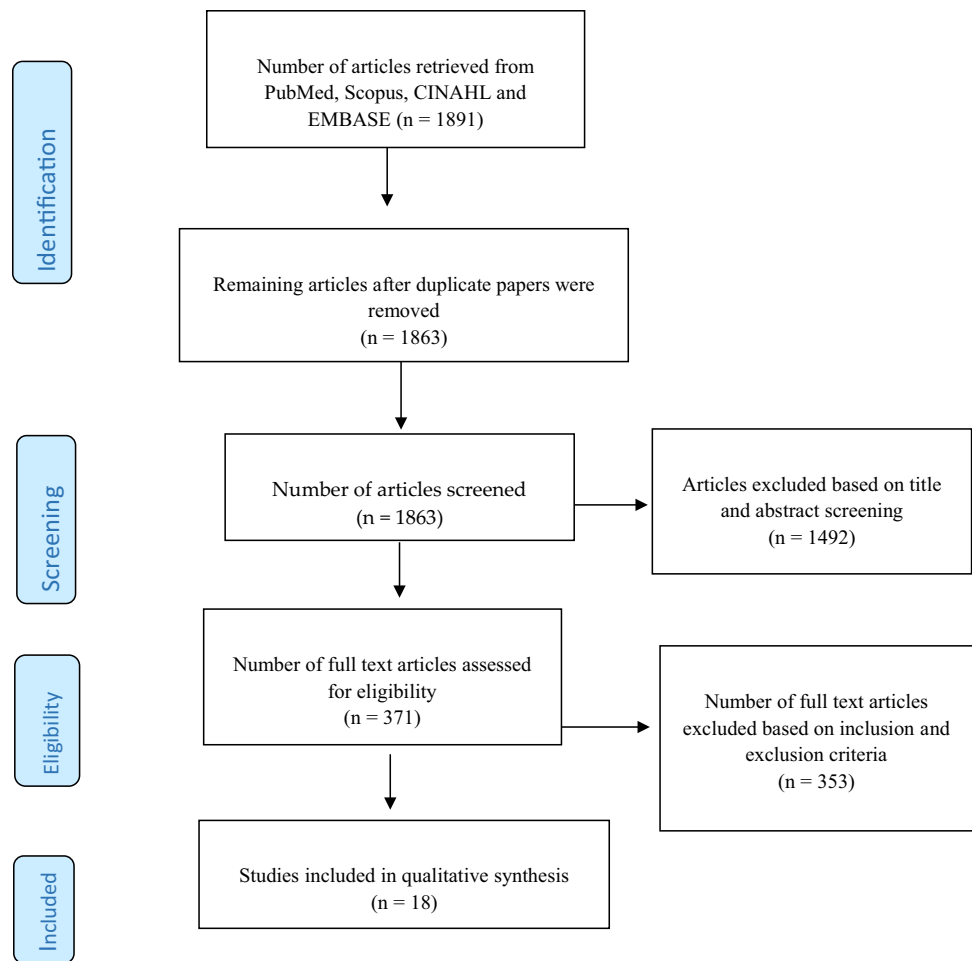 Identification
Number of articles retrieved from
PubMed, Scopus, CINAHL and
EMBASE (n = 1891)
Remaining articles after duplicate papers were
removed
(n = 1863)
Screening
Number of articles screened
(n = 1863)
Articles excluded based on title
and abstract screening
(n = 1492)
Eligibility
Number of full text articles assessed
for eligibility
(n = 371)
Number of full text articles
excluded based on inclusion and
exclusion criteria
(n = 353)
Included
Studies included in qualitative synthesis
(n = 18)